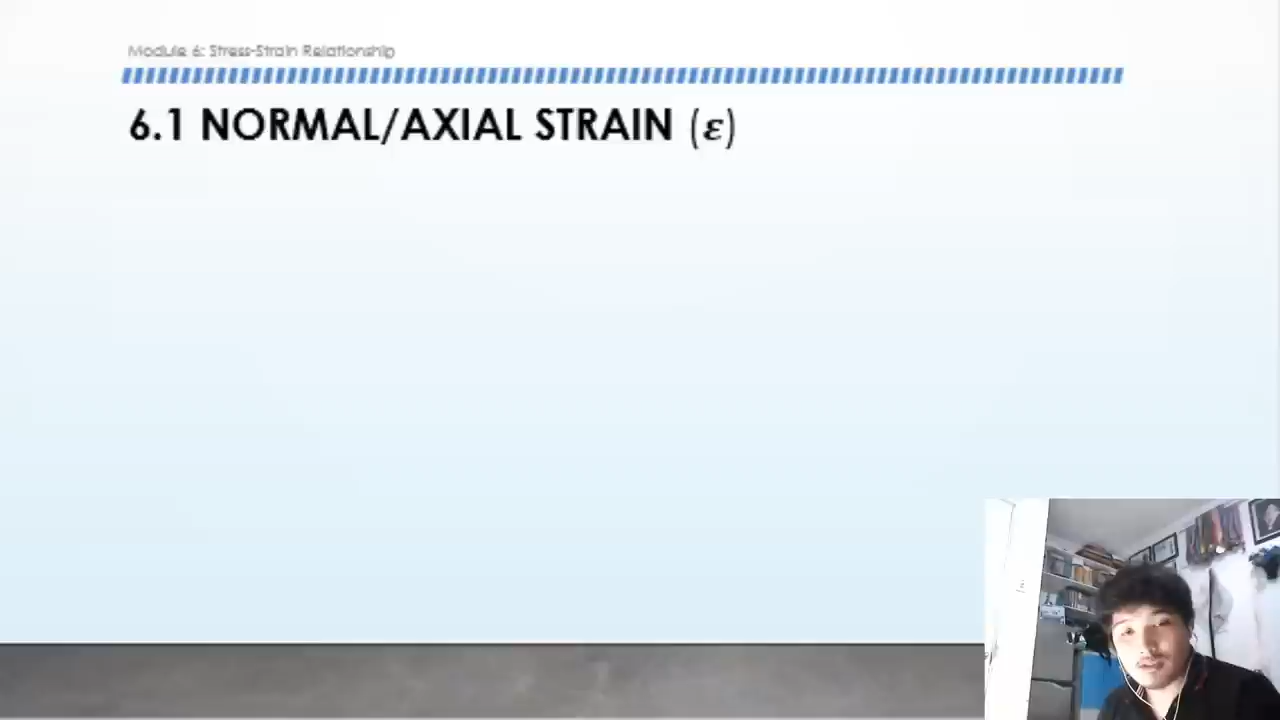 Module 6: Stress-Strain Relationship
6.1 NORMAL/AXIAL STRAIN (ε)